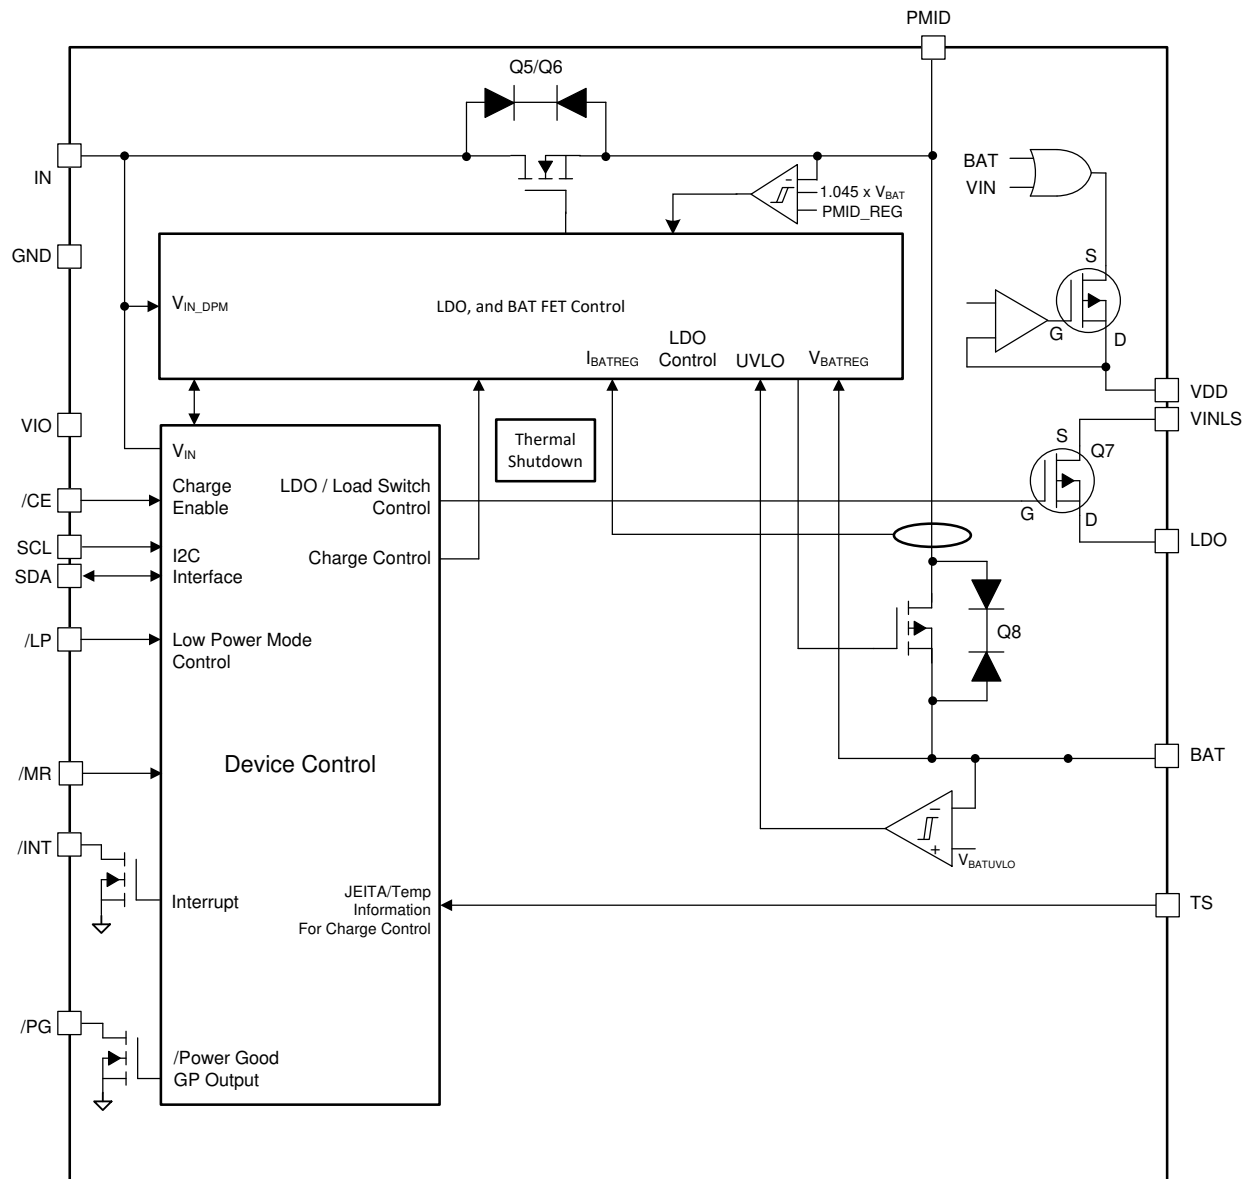 PMID
Q5/Q6
IN
BAT
VIN
-
1.045 x VBAT
PMID_REG
GND
S
G
D
VIN_DPM
LDO, and BAT FET Control
IBATREG
LDO
Control
UVLO
VBATREG
VDD
VINLS
VIO
VIN
Thermal
Shutdown
S
Q7
G
D
/CE
Charge
Enable
LDO / Load Switch
Control
LDO
SCL
SDA
I2C
Interface
Charge Control
/LP
Low Power Mode
Control
Q8
/MR
Device Control
BAT
-
+
VBATUVLO
/INT
Interrupt
JEITA/Temp
Information
For Charge Control
TS
/PG
/Power Good
GP Output